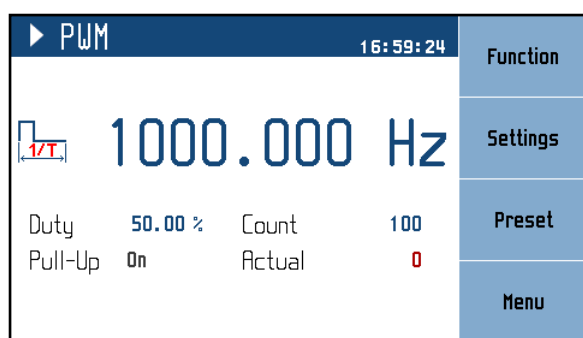 PWM 16:59:24
Function
1/T 1000.000 Hz
Settings
Duty 50.00 % Count 100
Preset
Pull-Up On Actual 0
Menu